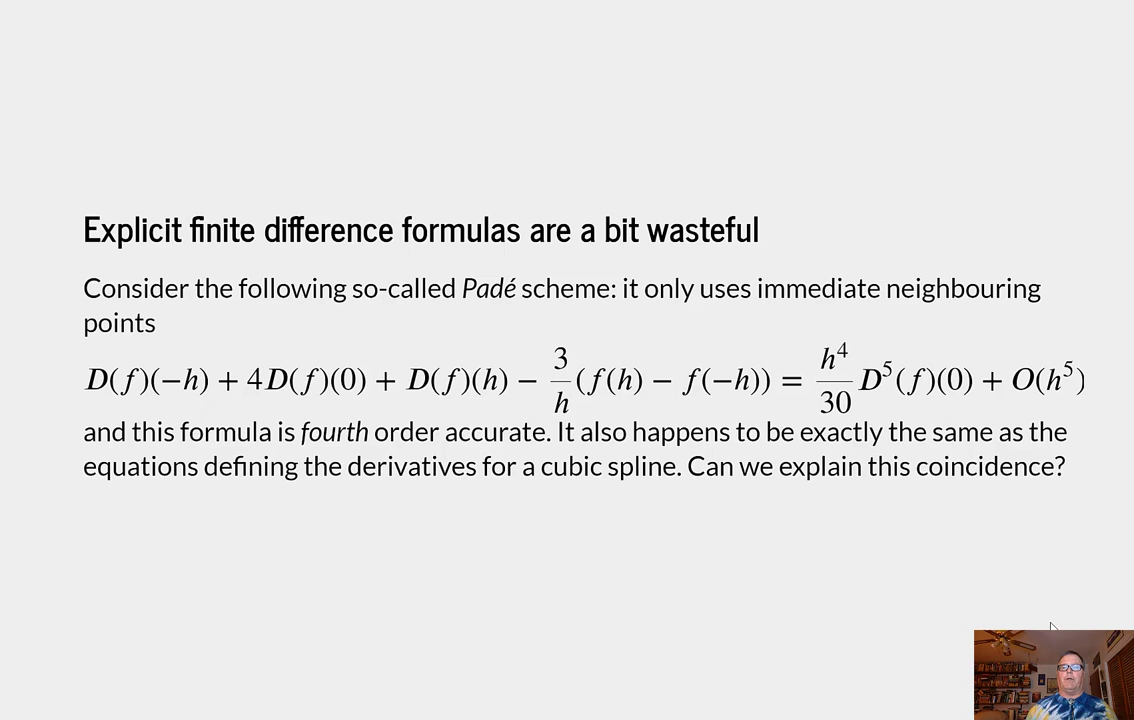 Explicit finite difference formulas are a bit wasteful
Consider the following so-called Padé scheme: it only uses immediate neighbouring
points
D(f)(−h) + 4D(f)(0) + D(f)(h) − 3/h (f(h) − f(−h)) = h⁴/30 D⁵(f)(0) + O(h⁵)
and this formula is fourth order accurate. It also happens to be exactly the same as the
equations defining the derivatives for a cubic spline. Can we explain this coincidence?